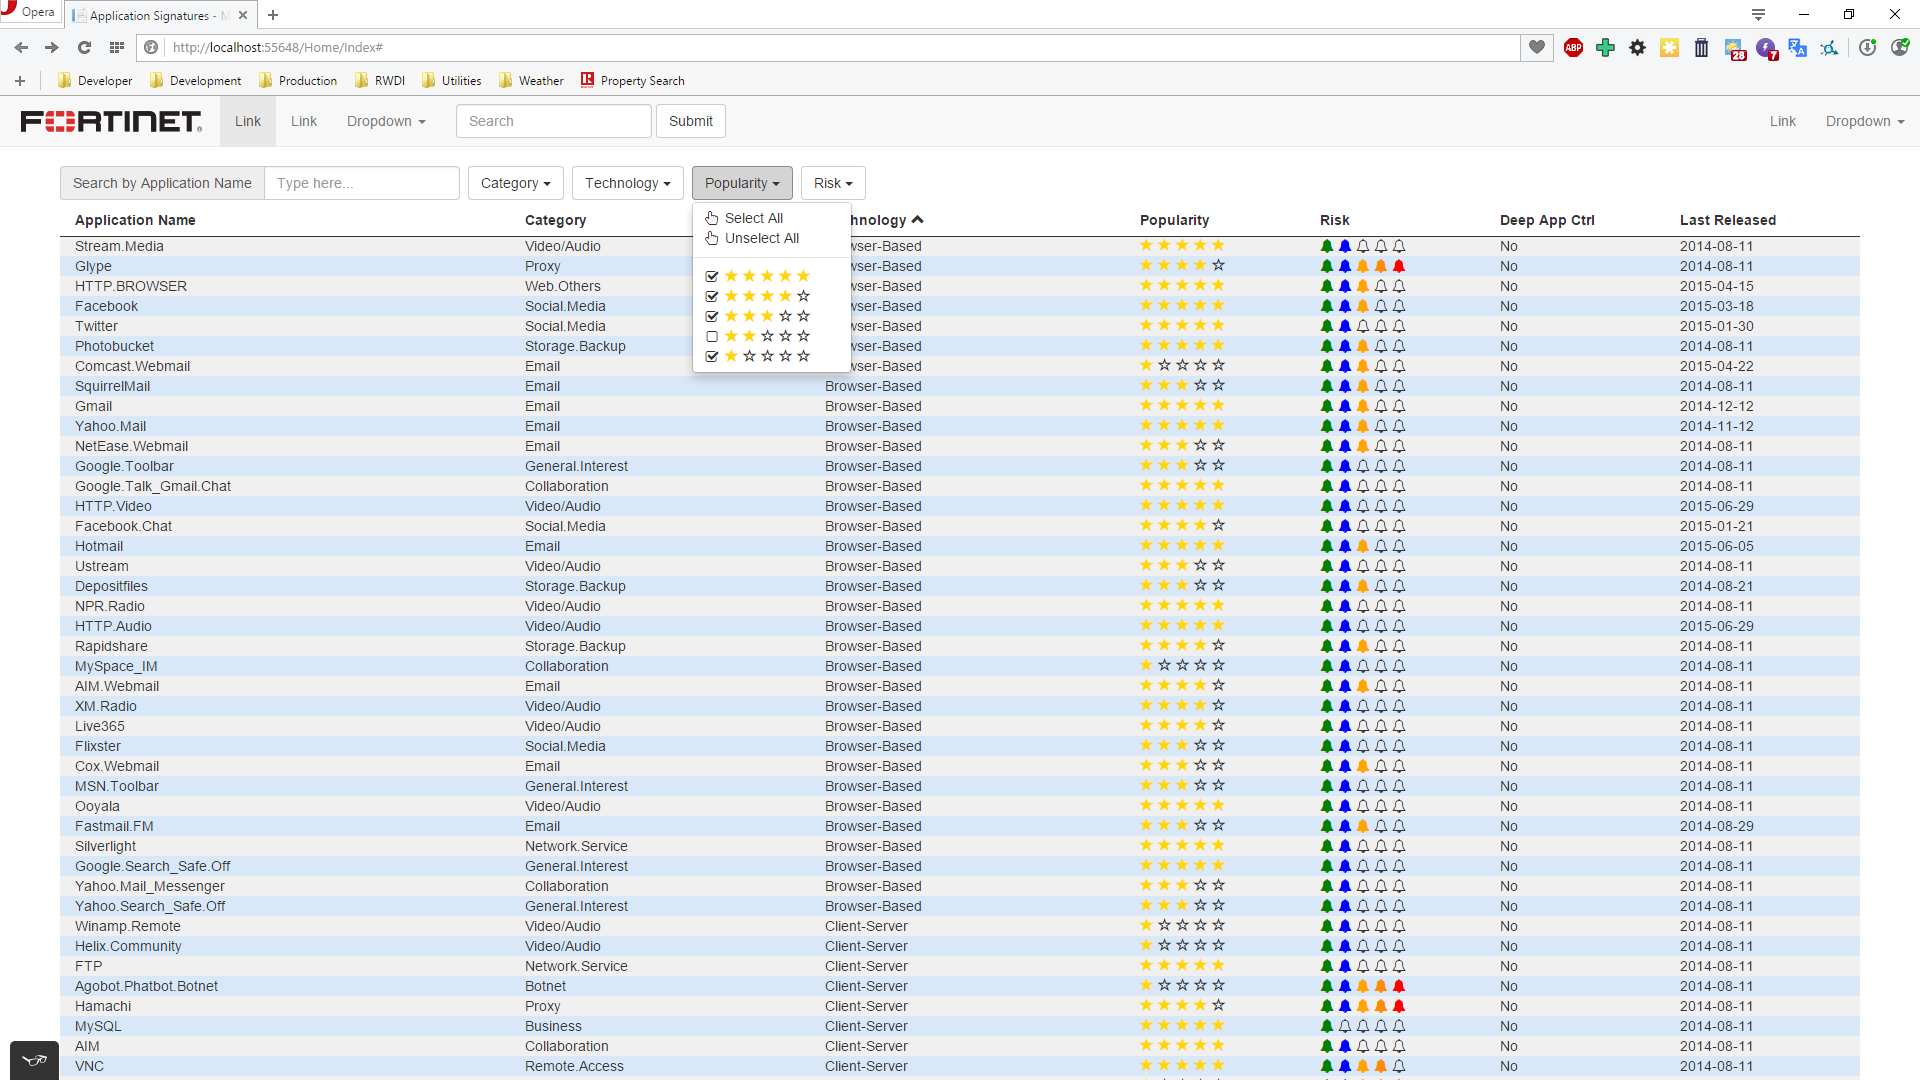 Opera
Application Signatures - M
http://localhost:55648/Home/Index#
28
7
ABP
Developer Development Production RWDI Utilities Weather Property Search
FORTINET Link Link Dropdown Search Submit Link Dropdown
Search by Application Name Type here... Category Technology Popularity Risk
Select All
Unselect All
Application Name Category hnology Popularity Risk Deep App Ctrl Last Released
Stream.Media Video/Audio wser-Based No 2014-08-11
Glype Proxy wser-Based No 2014-08-11
HTTP.BROWSER Web.Others wser-Based No 2015-04-15
Facebook Social.Media wser-Based No 2015-03-18
Twitter Social.Media wser-Based No 2015-01-30
Photobucket Storage.Backup wser-Based No 2014-08-11
Comcast.Webmail Email wser-Based No 2015-04-22
SquirrelMail Email Browser-Based No 2014-08-11
Gmail Email Browser-Based No 2014-12-12
Yahoo.Mail Email Browser-Based No 2014-11-12
NetEase.Webmail Email Browser-Based No 2014-08-11
Google.Toolbar General.Interest Browser-Based No 2014-08-11
Google.Talk_Gmail.Chat Collaboration Browser-Based No 2014-08-11
HTTP.Video Video/Audio Browser-Based No 2015-06-29
Facebook.Chat Social.Media Browser-Based No 2015-01-21
Hotmail Email Browser-Based No 2015-06-05
Ustream Video/Audio Browser-Based No 2014-08-11
Depositfiles Storage.Backup Browser-Based No 2014-08-21
NPR.Radio Video/Audio Browser-Based No 2014-08-11
HTTP.Audio Video/Audio Browser-Based No 2015-06-29
Rapidshare Storage.Backup Browser-Based No 2014-08-11
MySpace_IM Collaboration Browser-Based No 2014-08-11
AIM.Webmail Email Browser-Based No 2014-08-11
XM.Radio Video/Audio Browser-Based No 2014-08-11
Live365 Video/Audio Browser-Based No 2014-08-11
Flixster Social.Media Browser-Based No 2014-08-11
Cox.Webmail Email Browser-Based No 2014-08-11
MSN.Toolbar General.Interest Browser-Based No 2014-08-11
Ooyala Video/Audio Browser-Based No 2014-08-11
Fastmail.FM Email Browser-Based No 2014-08-29
Silverlight Network.Service Browser-Based No 2014-08-11
Google.Search_Safe.Off General.Interest Browser-Based No 2014-08-11
Yahoo.Mail_Messenger Collaboration Browser-Based No 2014-08-11
Yahoo.Search_Safe.Off General.Interest Browser-Based No 2014-08-11
Winamp.Remote Video/Audio Client-Server No 2014-08-11
Helix.Community Video/Audio Client-Server No 2014-08-11
FTP Network.Service Client-Server No 2014-08-11
Agobot.Phatbot.Botnet Botnet Client-Server No 2014-08-11
Hamachi Proxy Client-Server No 2014-08-11
MySQL Business Client-Server No 2014-08-11
AIM Collaboration Client-Server No 2014-08-11
VNC Remote.Access Client-Server No 2014-08-11